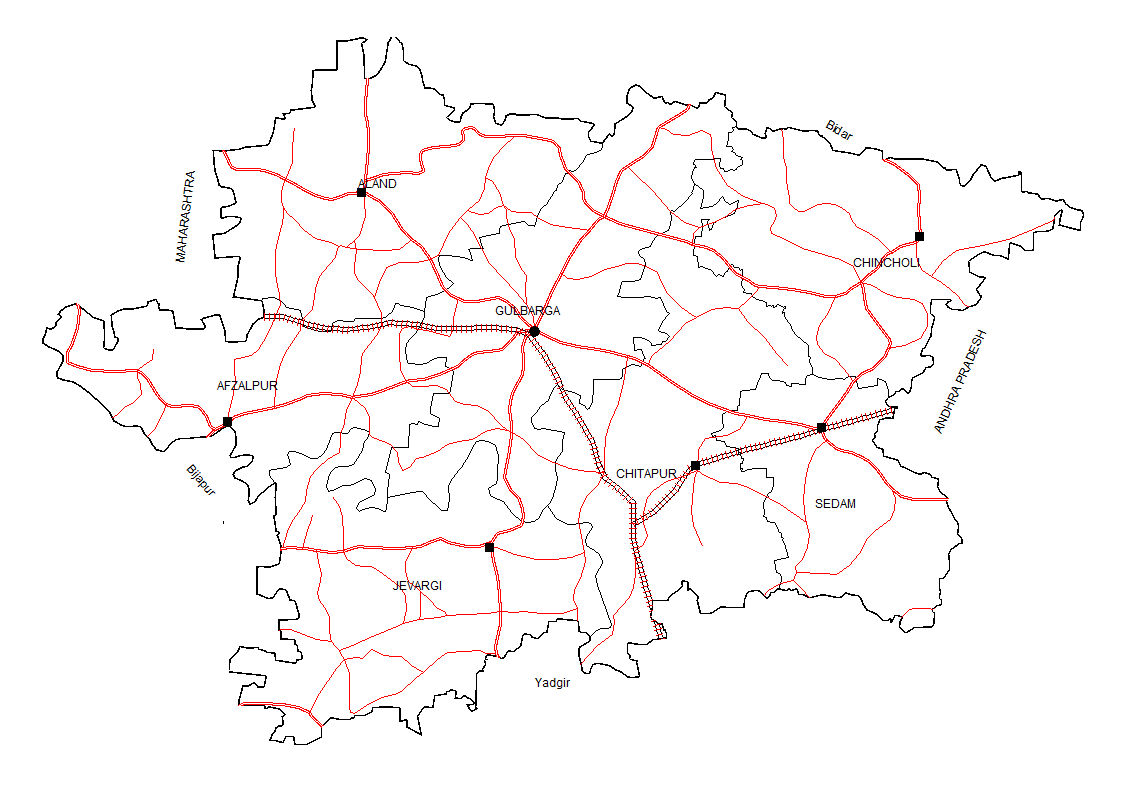 Bidar
ALAND
MAHARASHTRA
CHINCHOLI
GULBARGA
AFZALPUR
ANDHRA PRADESH
Bijapur
CHITAPUR
SEDAM
JEVARGI
Yadgir